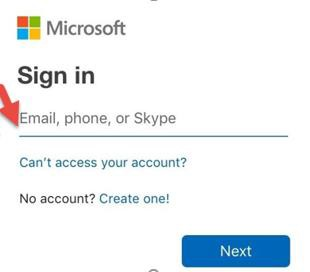 Microsoft
Sign in
Email, phone, or Skype
Can't access your account?
No account? Create one!
Next